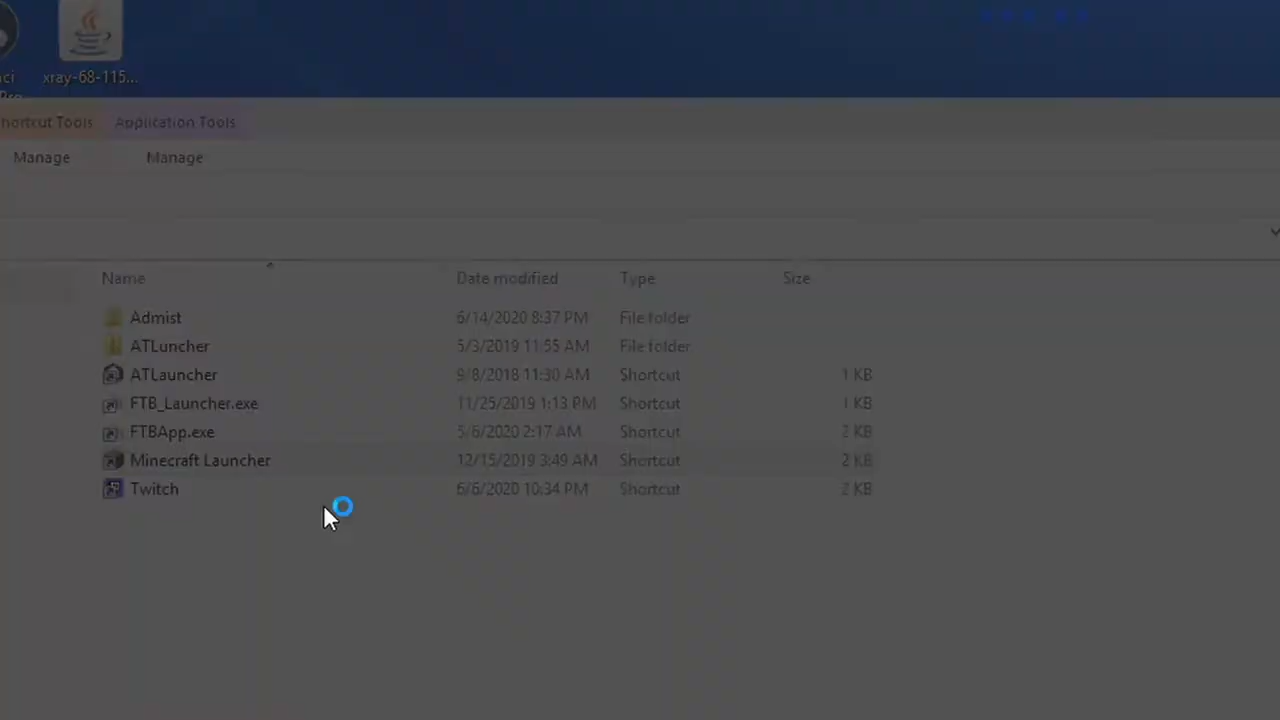 ci
xray-68-115...
Pro
hortcut Tools
Application Tools
Manage
Manage
Name
Date modified
Type
Size
Admist
6/14/2020 8:37 PM
File folder
ATLuncher
5/3/2019 11:55 AM
File folder
ATLauncher
9/8/2018 11:30 AM
Shortcut
1 KB
FTB_Launcher.exe
11/25/2019 1:13 PM
Shortcut
1 KB
FTBApp.exe
5/6/2020 2:17 AM
Shortcut
2 KB
Minecraft Launcher
12/15/2019 3:49 AM
Shortcut
2 KB
Twitch
6/6/2020 10:34 PM
Shortcut
2 KB